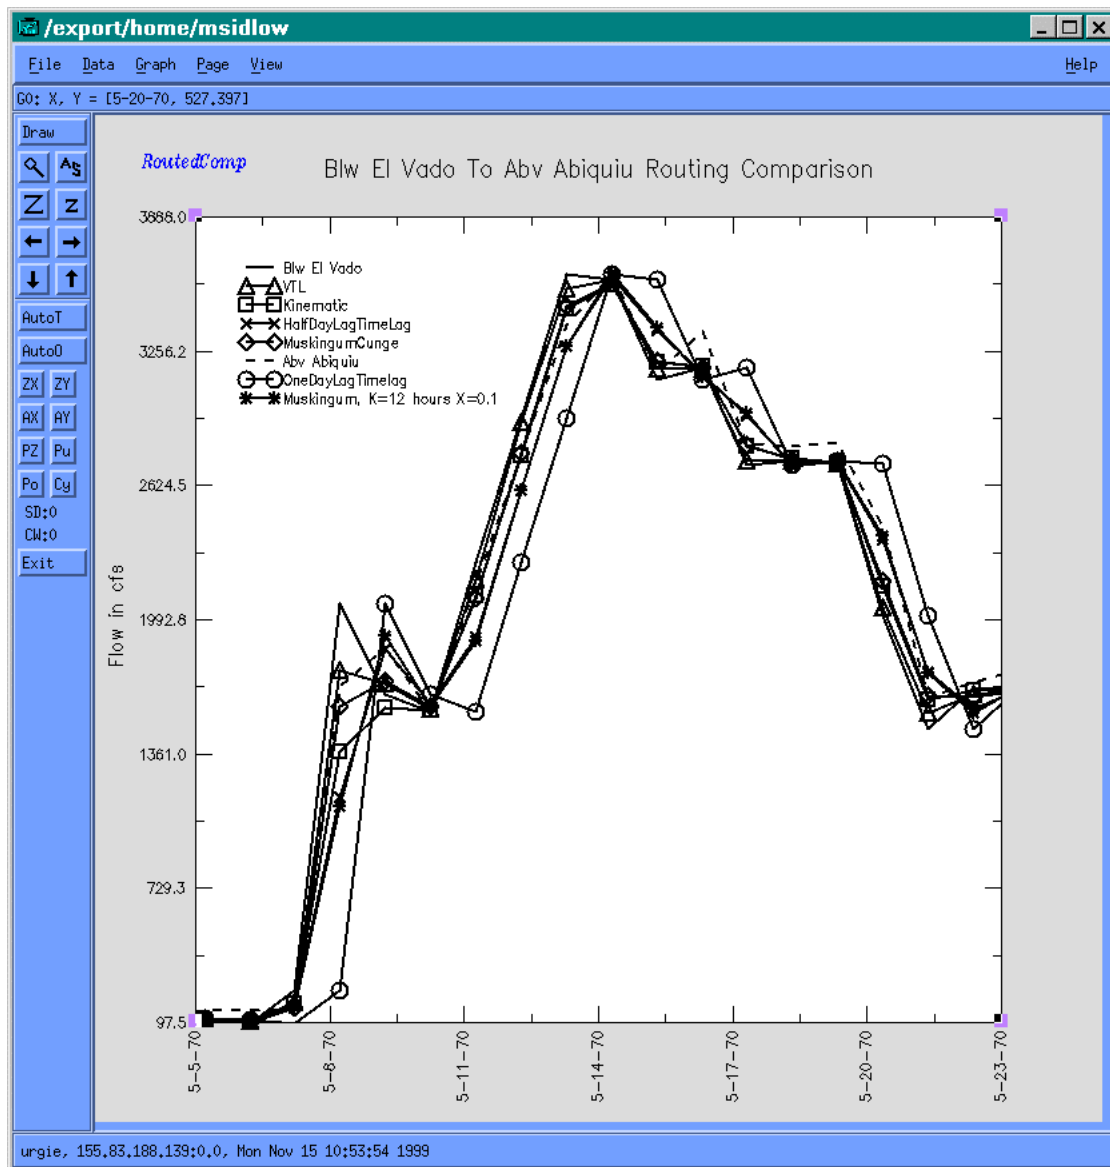 /export/home/msidlow
File Data Graph Page View Help
G0: X, Y = [5-20-70, 527.397]
Draw
A S
Z z
AutoT
AutoO
ZX ZY
AX AY
PZ Pu
Po Cy
SD:0
CW:0
Exit
RoutedComp
Blw El Vado To Abv Abiquiu Routing Comparison
Blw El Vado
VTL
Kinematic
HalfDayLagTimeLag
MuskingumCunge
Abv Abiquiu
OneDayLagTimelag
Muskingum, K=12 hours X=0.1
Flow in cfs
3888.0
3256.2
2624.5
1992.8
1361.0
729.3
97.5
5-5-70
5-8-70
5-11-70
5-14-70
5-17-70
5-20-70
5-23-70
urgie, 155.83.188.139:0.0, Mon Nov 15 10:53:54 1999